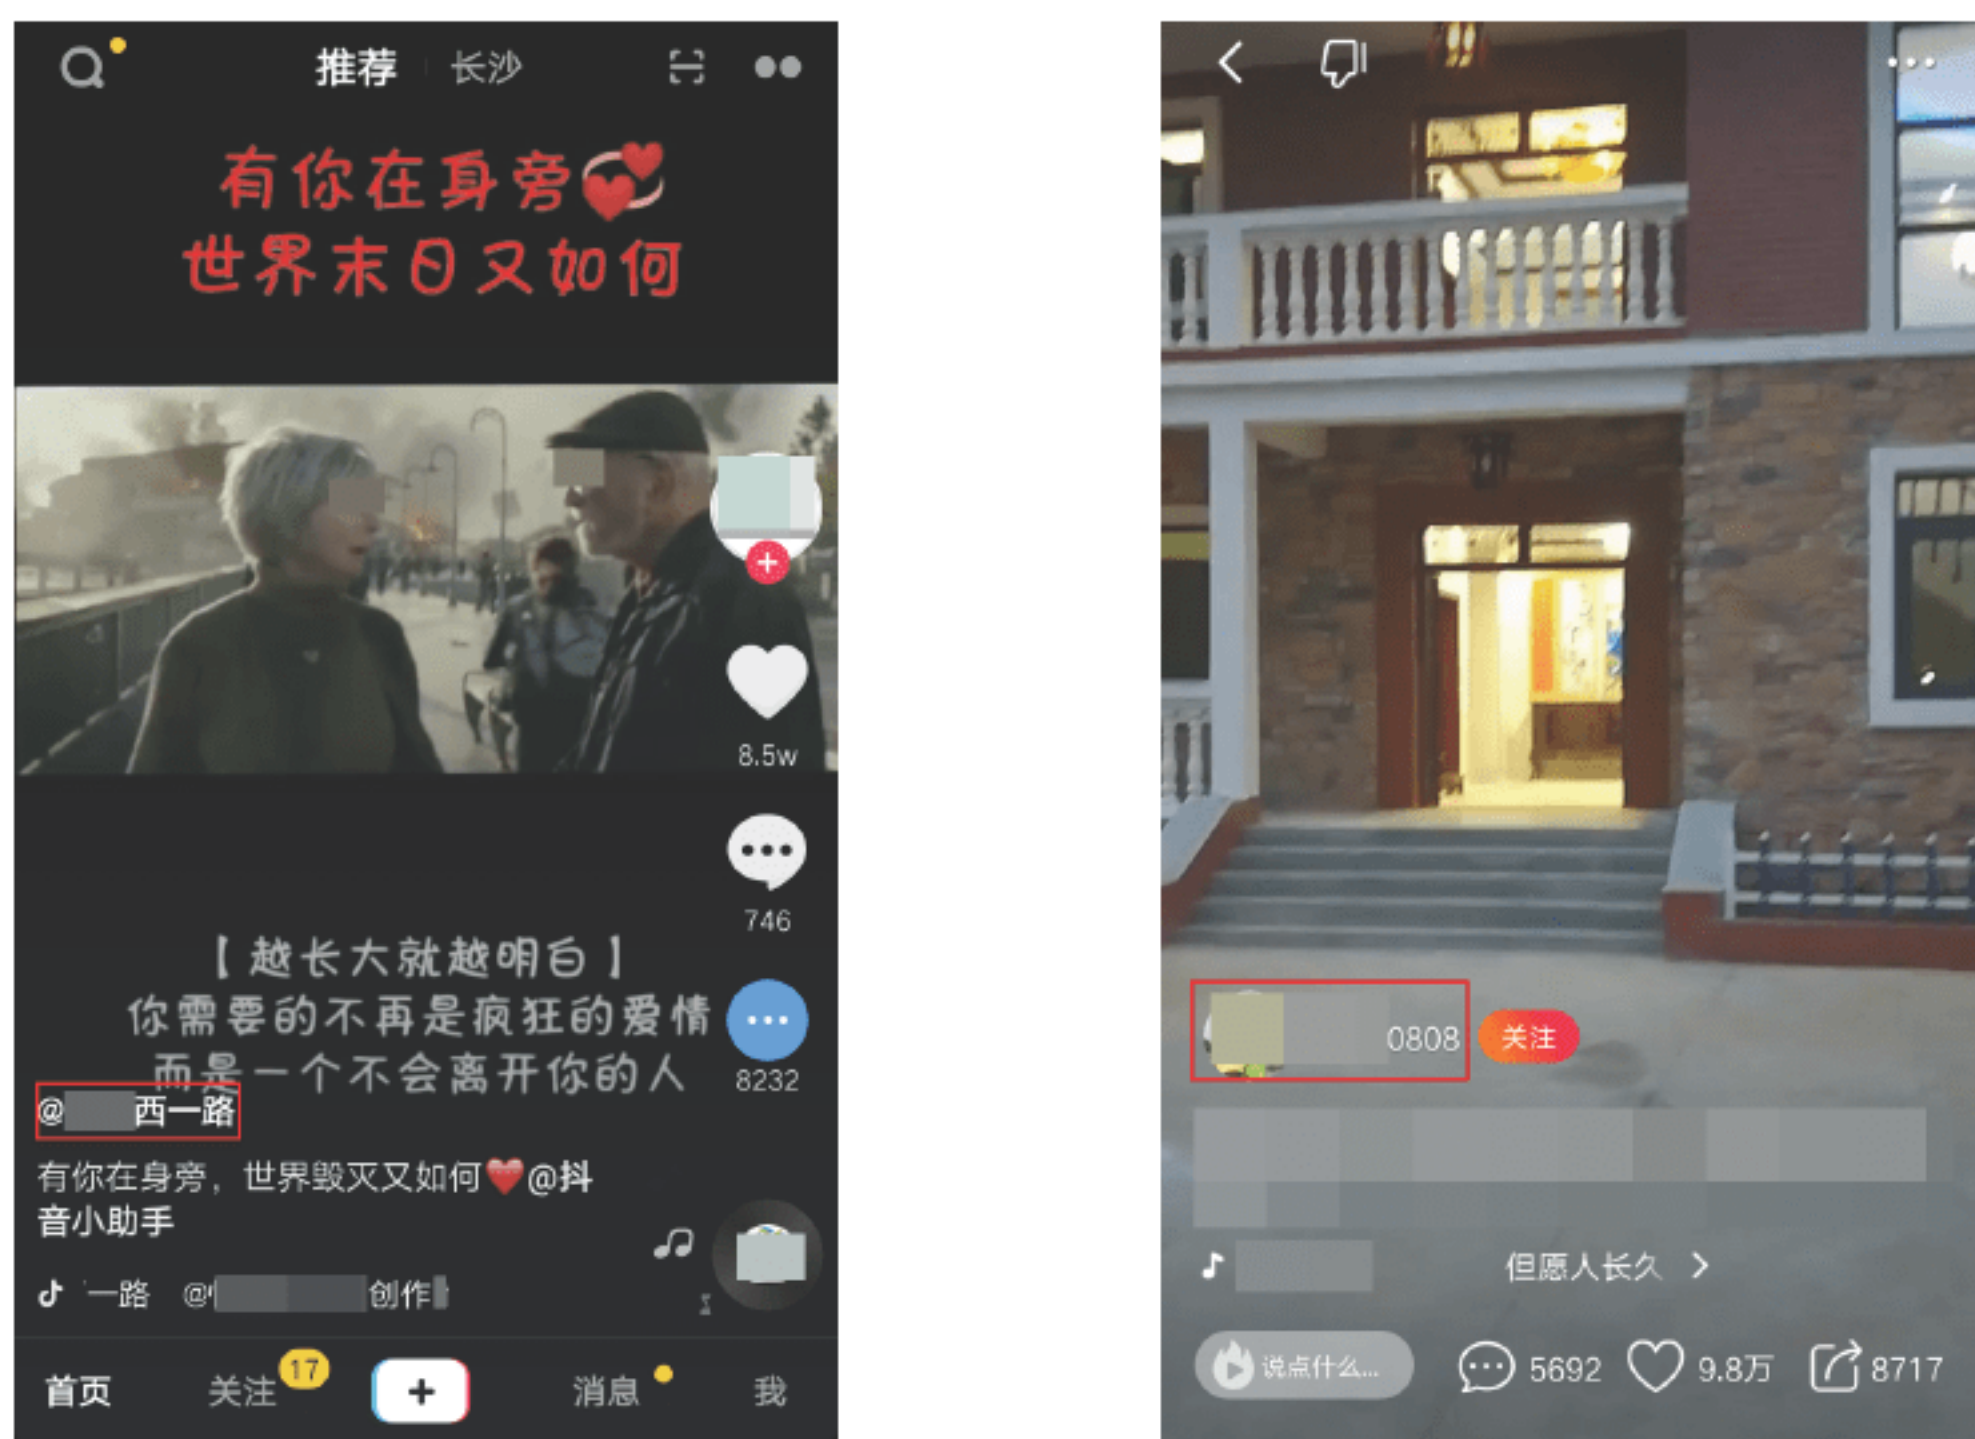 推荐
长沙
有你在身旁💞
世界末日又如何
8.5w
746
【越长大就越明白】
你需要的不再是疯狂的爱情
而是一个不会离开你的人
8232
@ 西一路
有你在身旁，世界毁灭又如何❤️@抖
音小助手
一路 @ 创作
首页
关注
17
消息
我
0808
关注
但愿人长久
说点什么...
5692
9.8万
8717